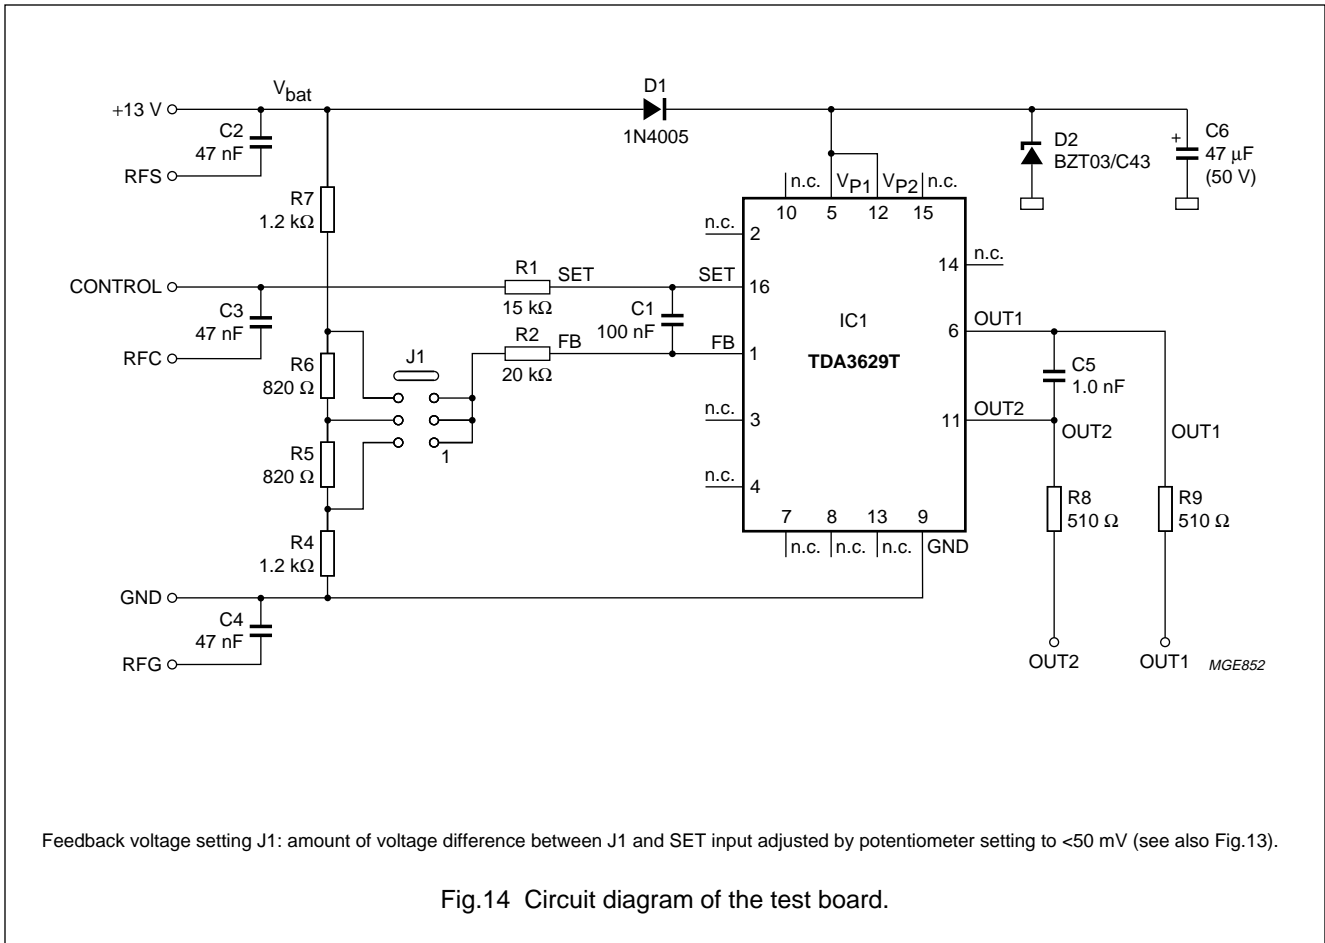 V_bat
D1
+13 V
1N4005
C2
47 nF
D2
BZT03/C43
+
C6
47 µF
(50 V)
RFS
n.c.
V_P1
V_P2
n.c.
R7
1.2 kΩ
10
5
12
15
n.c.
2
14
n.c.
CONTROL
R1
SET
SET
16
15 kΩ
C3
47 nF
C1
100 nF
IC1
6
OUT1
R2
FB
FB
1
TDA3629T
RFC
J1
20 kΩ
R6
820 Ω
C5
1.0 nF
n.c.
3
11
OUT2
OUT2
OUT1
1
R5
820 Ω
n.c.
4
R8
510 Ω
R9
510 Ω
7
8
13
9
R4
1.2 kΩ
n.c.
n.c.
n.c.
GND
GND
C4
47 nF
RFG
OUT2
OUT1
MGE852
Feedback voltage setting J1: amount of voltage difference between J1 and SET input adjusted by potentiometer setting to <50 mV (see also Fig.13).
Fig.14 Circuit diagram of the test board.